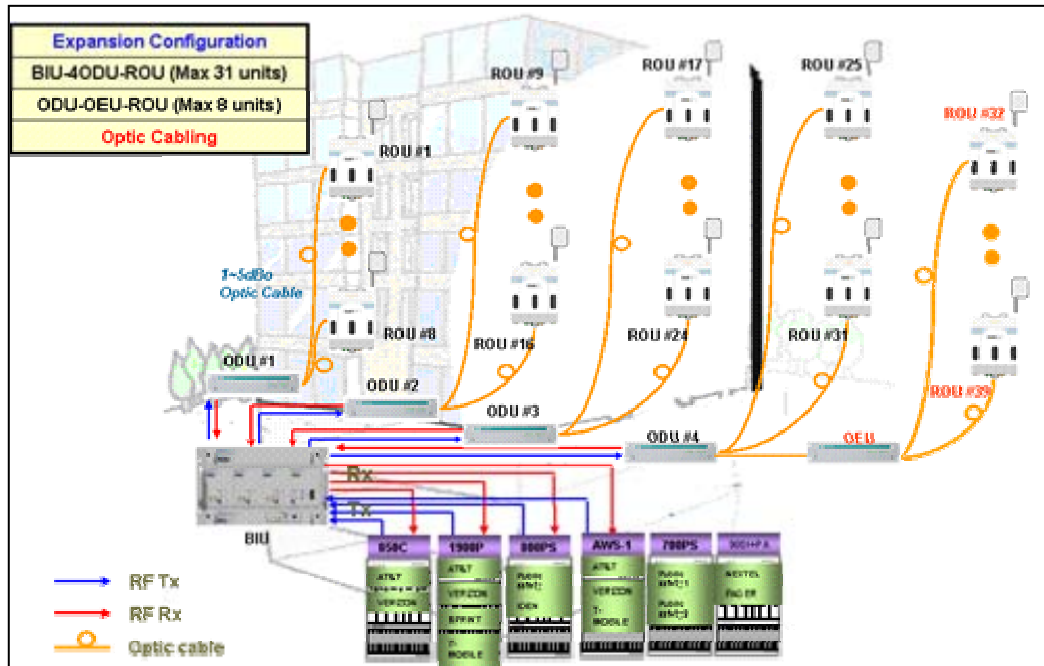 Expansion Configuration
BIU-4ODU-ROU (Max 31 units)
ODU-OEU-ROU (Max 8 units)
Optic Cabling
ROU #1
ROU #9
ROU #17
ROU #25
ROU #32
1~5dBo
Optic Cable
ROU #8
ROU #16
ROU #24
ROU #31
ROU #39
ODU #1
ODU #2
ODU #3
ODU #4
OEU
Rx
Tx
BIU
850C
1900P
800PS
AWS-1
700PS
AT&T
VERIZON
AT&T
VERIZON
SPRINT
T-
MOBILE
PUBLIC
IDEN
AT&T
VERIZON
T-
MOBILE
PUBLIC
PUBLIC
NEXTEL
PAGER
RF Tx
RF Rx
Optic cable